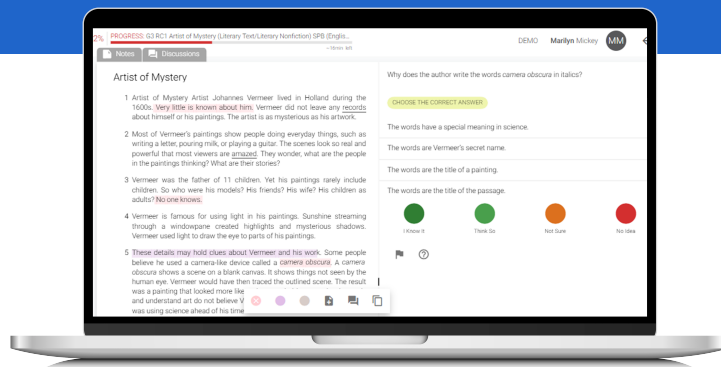 2% PROGRESS: G3 RC1 Artist of Mystery (Literary Text/Literary Nonfiction) SPB (Englis...
~18min left
DEMO Marilyn Mickey MM
Notes Discussions
Artist of Mystery
1 Artist of Mystery Artist Johannes Vermeer lived in Holland during the
1600s. Very little is known about him. Vermeer did not leave any records
about himself or his paintings. The artist is as mysterious as his artwork.
2 Most of Vermeer's paintings show people doing everyday things, such as
writing a letter, pouring milk, or playing a guitar. The scenes look so real and
powerful that most viewers are amazed. They wonder, what are the people
in the paintings thinking? What are their stories?
3 Vermeer was the father of 11 children. Yet his paintings rarely include
children. So who were his models? His friends? His wife? His children as
adults? No one knows.
4 Vermeer is famous for using light in his paintings. Sunshine streaming
through a windowpane created highlights and mysterious shadows.
Vermeer used light to draw the eye to parts of his paintings.
5 These details may hold clues about Vermeer and his work. Some people
believe he used a camera-like device called a camera obscura. A camera
obscura shows a scene on a blank canvas. It shows things not seen by the
human eye. Vermeer would have then traced the outlined scene. The result
was a painting that looked more like
and understand art do not believe V
was using science ahead of his time
Why does the author write the words camera obscura in italics?
CHOOSE THE CORRECT ANSWER
The words have a special meaning in science.
The words are Vermeer's secret name.
The words are the title of a painting.
The words are the title of the passage.
I Know It Think So Not Sure No idea